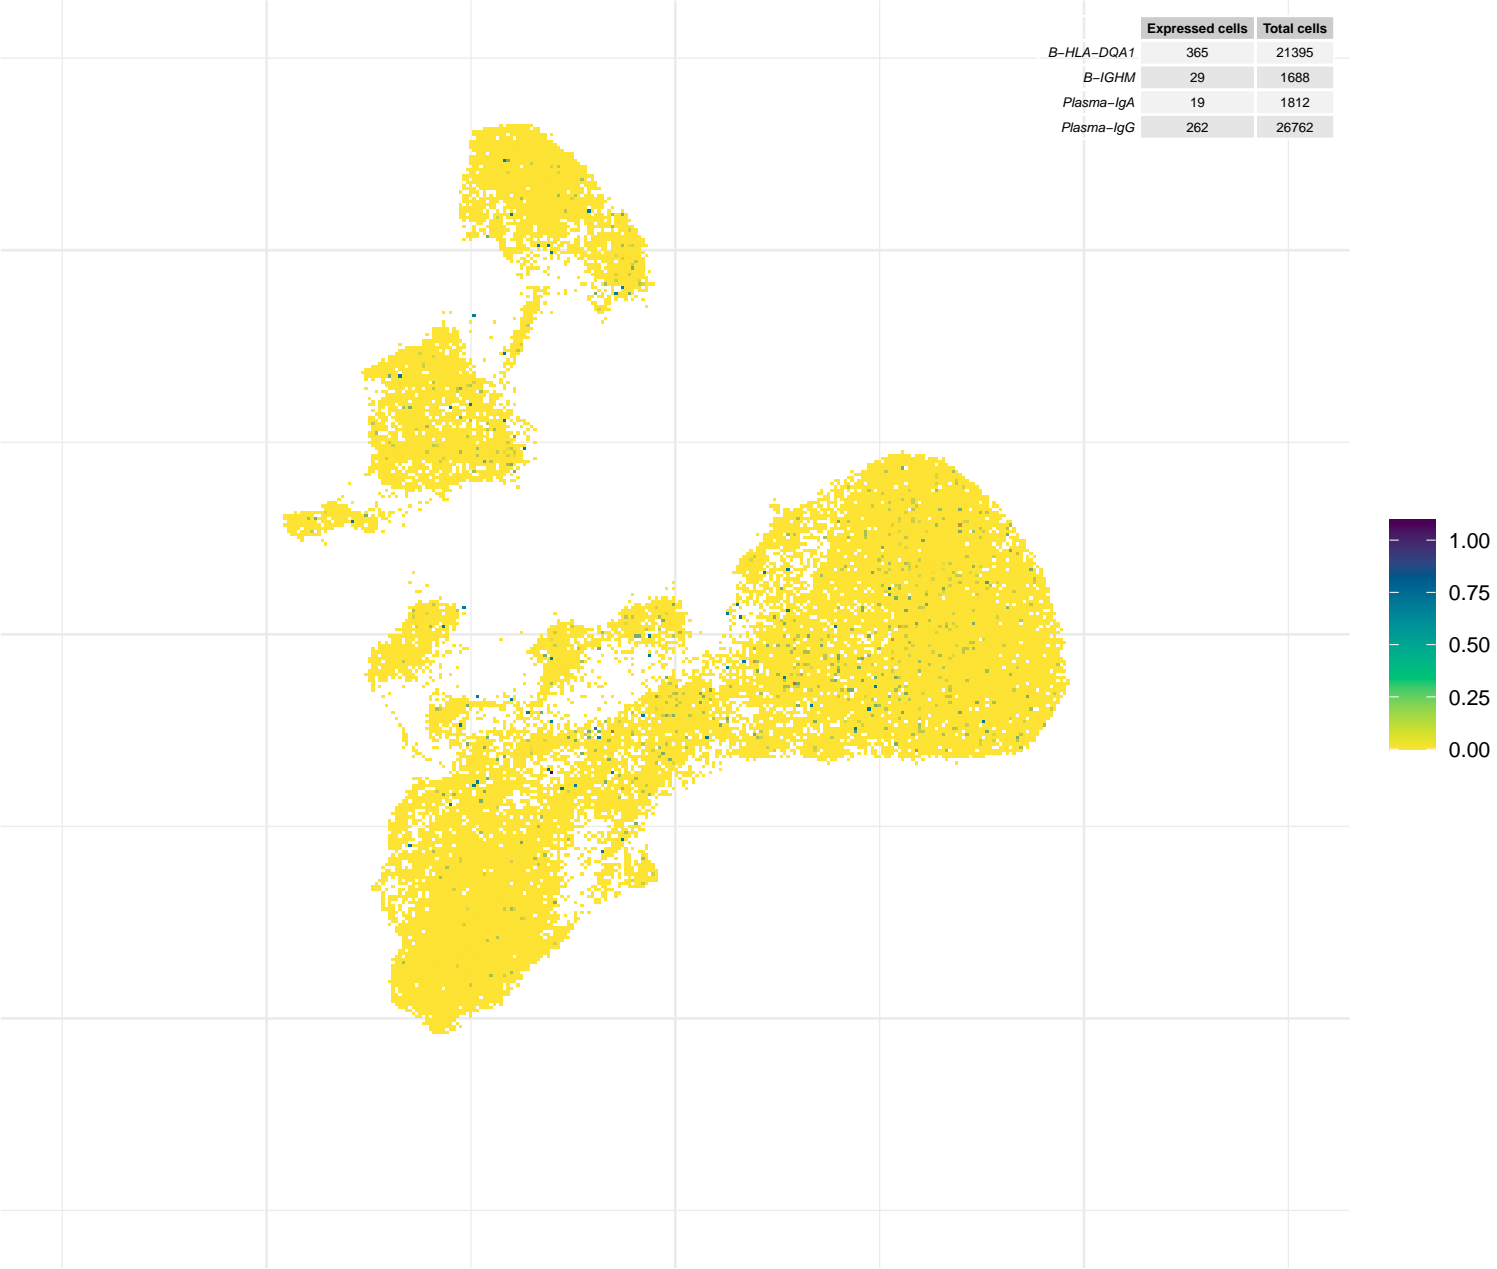 Expressed cells Total cells
B−HLA−DQA1 365 21395
B−IGHM 29 1688
Plasma−IgA 19 1812
Plasma−IgG 262 26762
1.00
0.75
0.50
0.25
0.00